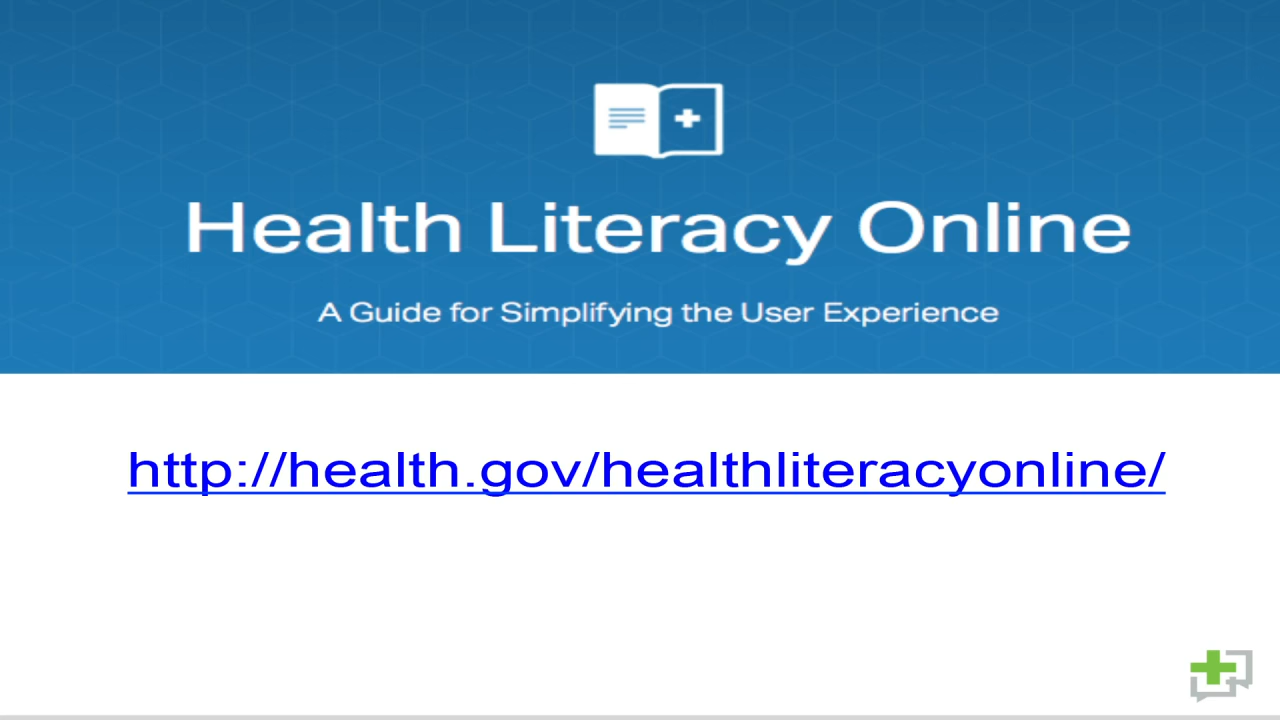 Health Literacy Online
A Guide for Simplifying the User Experience
http://health.gov/healthliteracyonline/